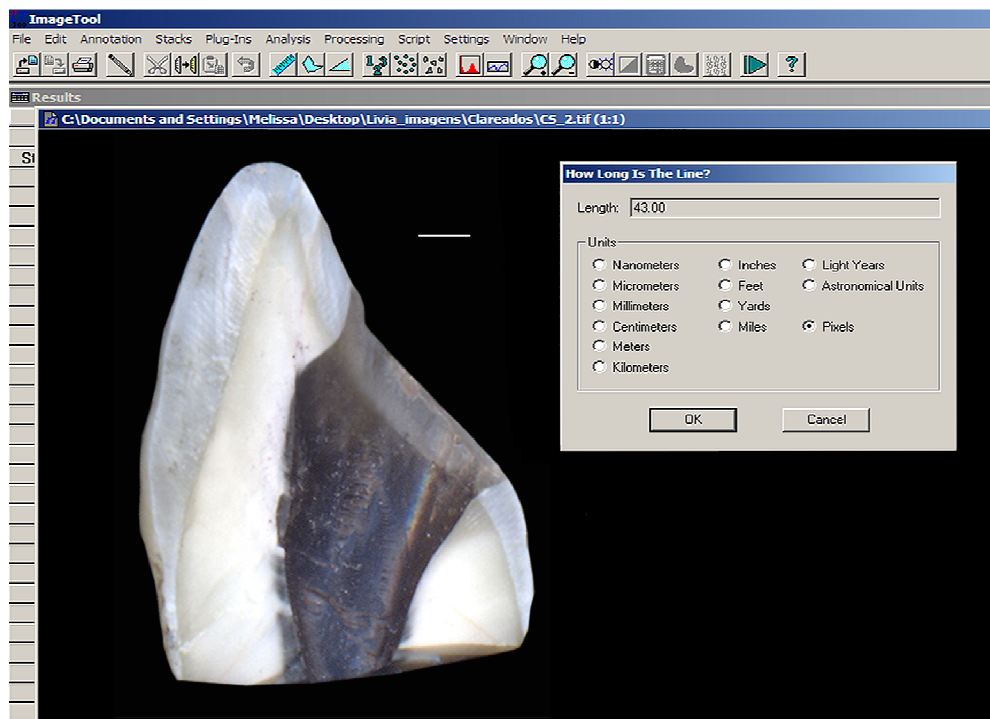 ImageTool
File Edit Annotation Stacks Plug-Ins Analysis Processing Script Settings Window Help
Results
C:\Documents and Settings\Melissa\Desktop\Livia_imagens\Clareados\C5_2.tif (1:1)
How Long Is The Line?
Length: 43.00
Units
Nanometers Inches Light Years
Micrometers Feet Astronomical Units
Millimeters Yards
Centimeters Miles Pixels
Meters
Kilometers
OK Cancel